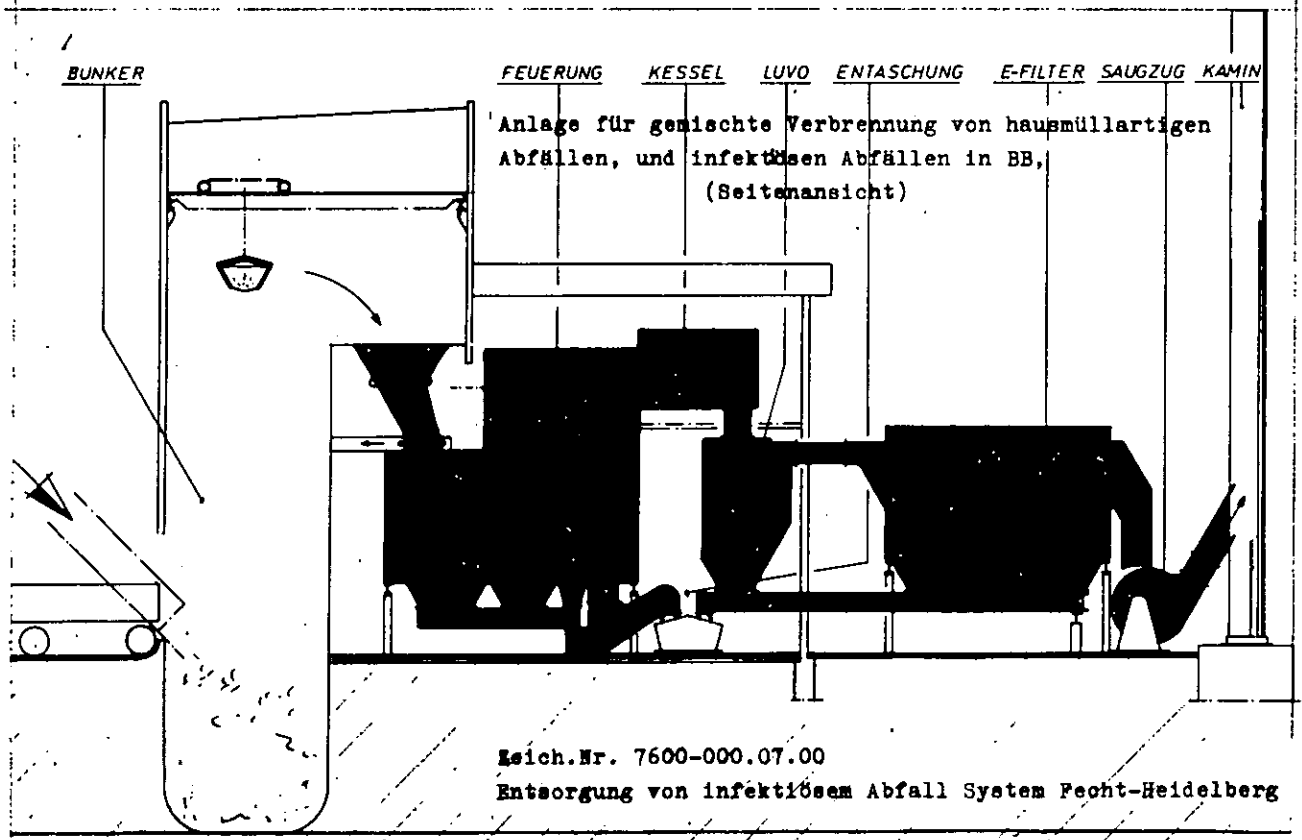 BUNKER FEUERUNG KESSEL LUVO ENTASCHUNG E-FILTER SAUGZUG KAMIN
Anlage für gemischte Verbrennung von hausmüllartigen
Abfällen, und infektiösen Abfällen in BB,
(Seitenansicht)
Zeich.Nr. 7600-000.07.00
Entsorgung von infektiösem Abfall System Fecht-Heidelberg